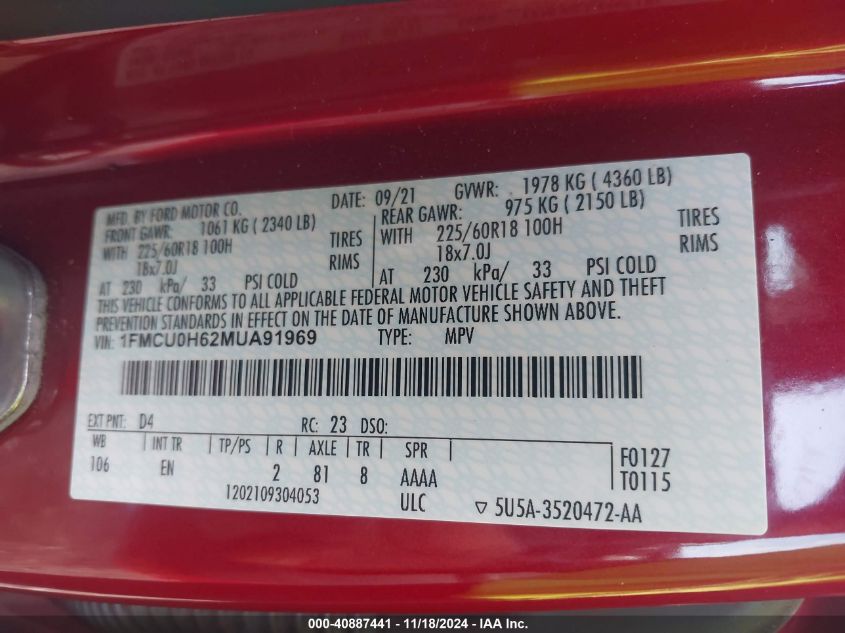 MFD. BY FORD MOTOR CO.
DATE: 09/21 GVWR: 1978 KG ( 4360 LB)
FRONT GAWR: 1061 KG ( 2340 LB)
WITH 225/60R18 100H TIRES
18x7.0J RIMS
AT 230 kPa/ 33 PSI COLD
REAR GAWR: 975 KG ( 2150 LB)
WITH 225/60R18 100H TIRES
18x7.0J RIMS
AT 230 kPa/ 33 PSI COLD
THIS VEHICLE CONFORMS TO ALL APPLICABLE FEDERAL MOTOR VEHICLE SAFETY AND THEFT
PREVENTION STANDARDS IN EFFECT ON THE DATE OF MANUFACTURE SHOWN ABOVE.
VIN: 1FMCU0H62MUA91969 TYPE: MPV
EXT PNT: D4 RC: 23 DSO:
WB INT TR TP/PS R AXLE TR SPR
106 EN 2 81 8 AAAA
F0127
T0115
1202109304053 ULC ▽ 5U5A-3520472-AA
000-40887441 - 11/18/2024 - IAA Inc.